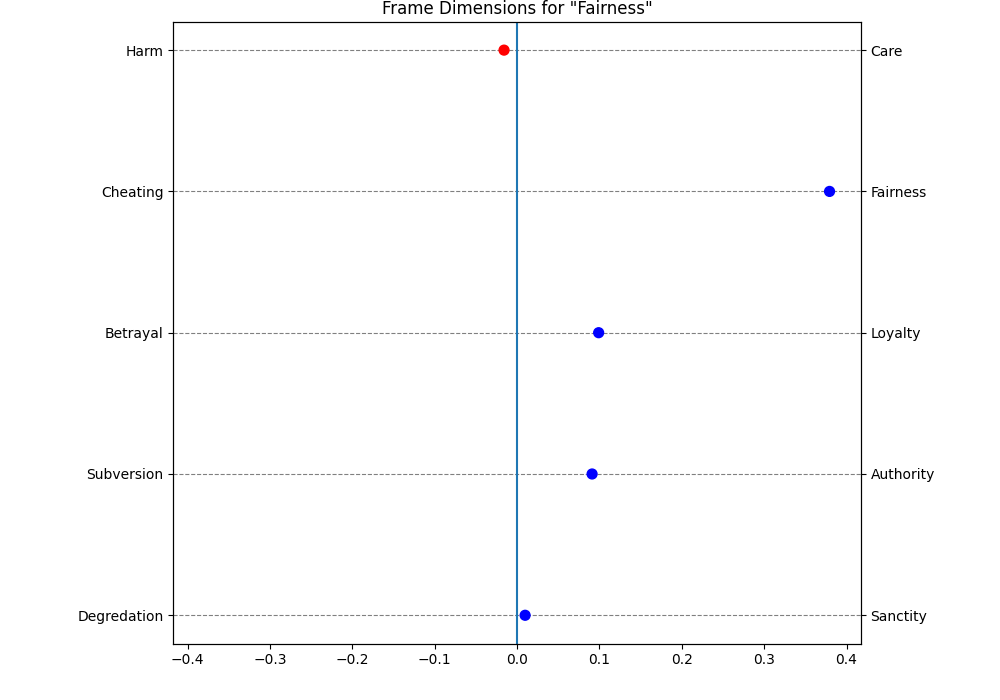 Frame Dimensions for "Fairness"
Harm Care
Cheating Fairness
Betrayal Loyalty
Subversion Authority
Degredation Sanctity
−0.4 −0.3 −0.2 −0.1 0.0 0.1 0.2 0.3 0.4